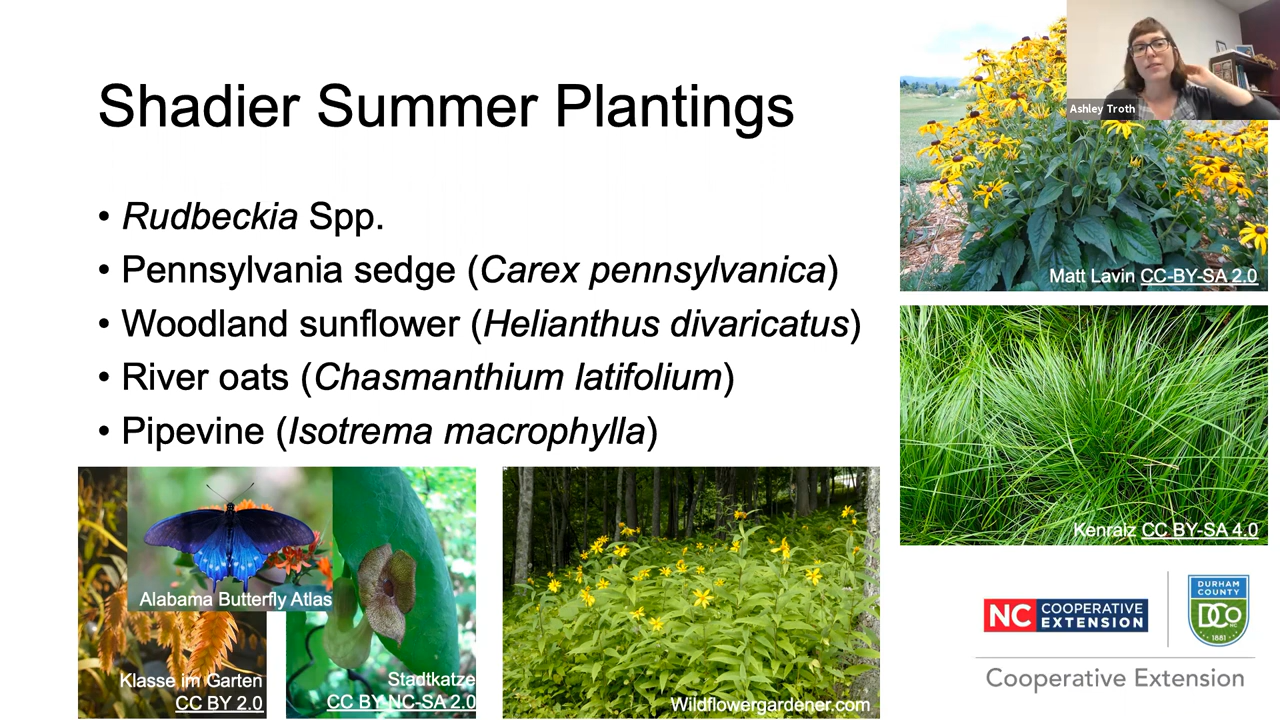 Shadier Summer Plantings
• Rudbeckia Spp.
• Pennsylvania sedge (Carex pennsylvanica)
• Woodland sunflower (Helianthus divaricatus)
• River oats (Chasmanthium latifolium)
• Pipevine (Isotrema macrophylla)
Ashley Troth
Matt Lavin CC-BY-SA 2.0
Kenraiz CC BY-SA 4.0
Alabama Butterfly Atlas
Klasse im Garten
CC BY 2.0
Stadtkatze
CC BY NC-SA 2.0
Wildflowergardener.com
NC COOPERATIVE
EXTENSION
DURHAM
COUNTY
DCO
NC
1881
Cooperative Extension